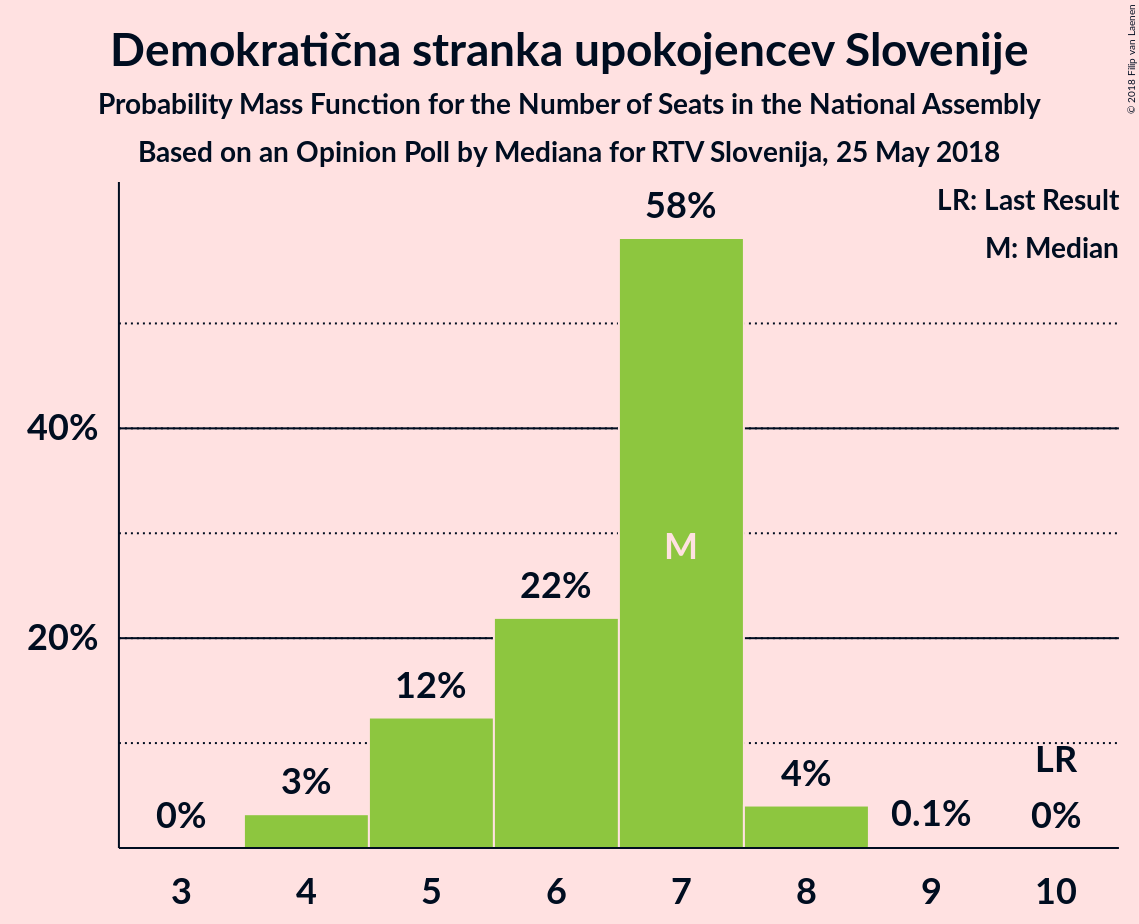 Demokratična stranka upokojencev Slovenije
Probability Mass Function for the Number of Seats in the National Assembly
Based on an Opinion Poll by Mediana for RTV Slovenija, 25 May 2018
© 2018 Filip van Laenen
LR: Last Result
M: Median
58%
40%
M
22%
20%
12%
3%
4%
LR
0%
0.1%
0%
3 4 5 6 7 8 9 10